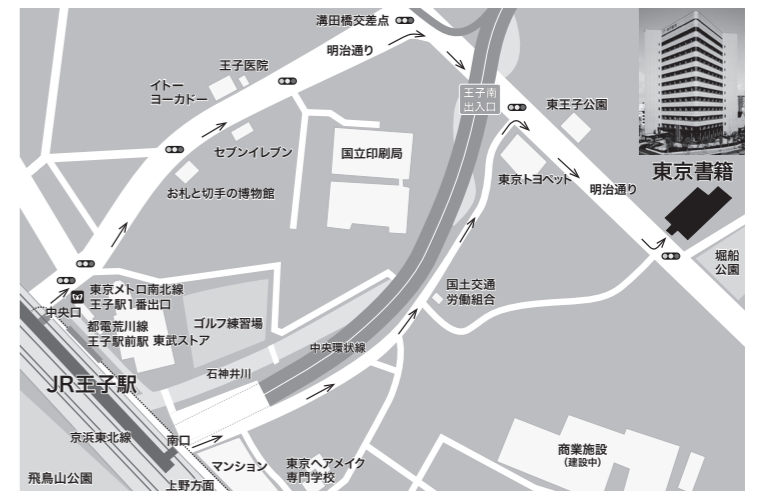 溝田橋交差点
明治通り
王子医院
イトー
ヨーカドー
王子南
出入口
東王子公園
セブンイレブン
国立印刷局
東京書籍
お札と切手の博物館
東京トヨペット
明治通り
堀船
公園
東京メトロ南北線
王子駅1番出口
中央口
国土交通
労働組合
都電荒川線
王子駅前駅
東武ストア
ゴルフ練習場
中央環状線
石神井川
JR王子駅
京浜東北線
南口
商業施設
(建設中)
マンション
東京ヘアメイク
専門学校
飛鳥山公園
上野方面